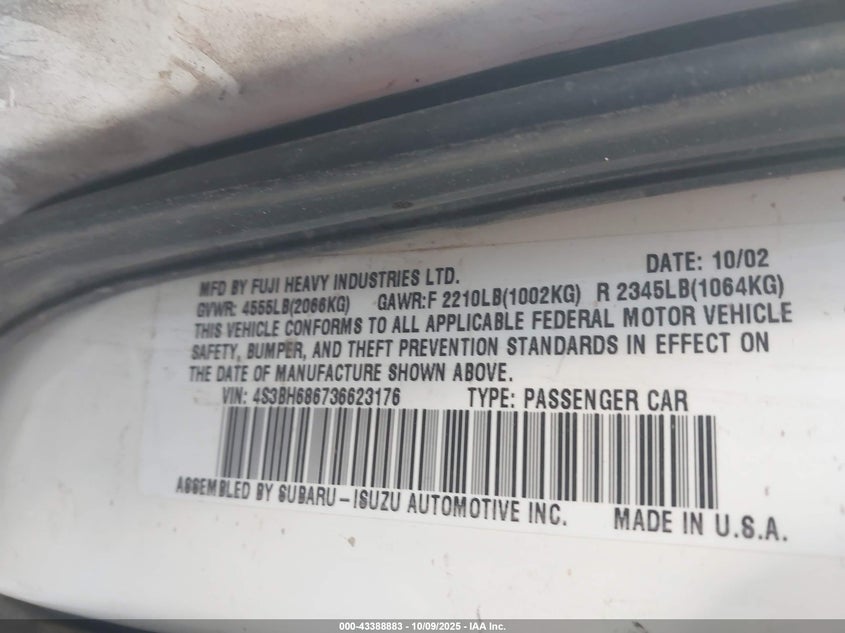 MFD BY FUJI HEAVY INDUSTRIES LTD. DATE: 10/02
GVWR: 4555LB(2066KG) GAWR:F 2210LB(1002KG) R 2345LB(1064KG)
THIS VEHICLE CONFORMS TO ALL APPLICABLE FEDERAL MOTOR VEHICLE
SAFETY, BUMPER, AND THEFT PREVENTION STANDARDS IN EFFECT ON
THE DATE OF MANUFACTURE SHOWN ABOVE.
VIN: 4S3BH686736623176 TYPE: PASSENGER CAR
ASSEMBLED BY SUBARU-ISUZU AUTOMOTIVE INC. MADE IN U.S.A.
000-43388883 | 10/09/2025 - IAA Inc.